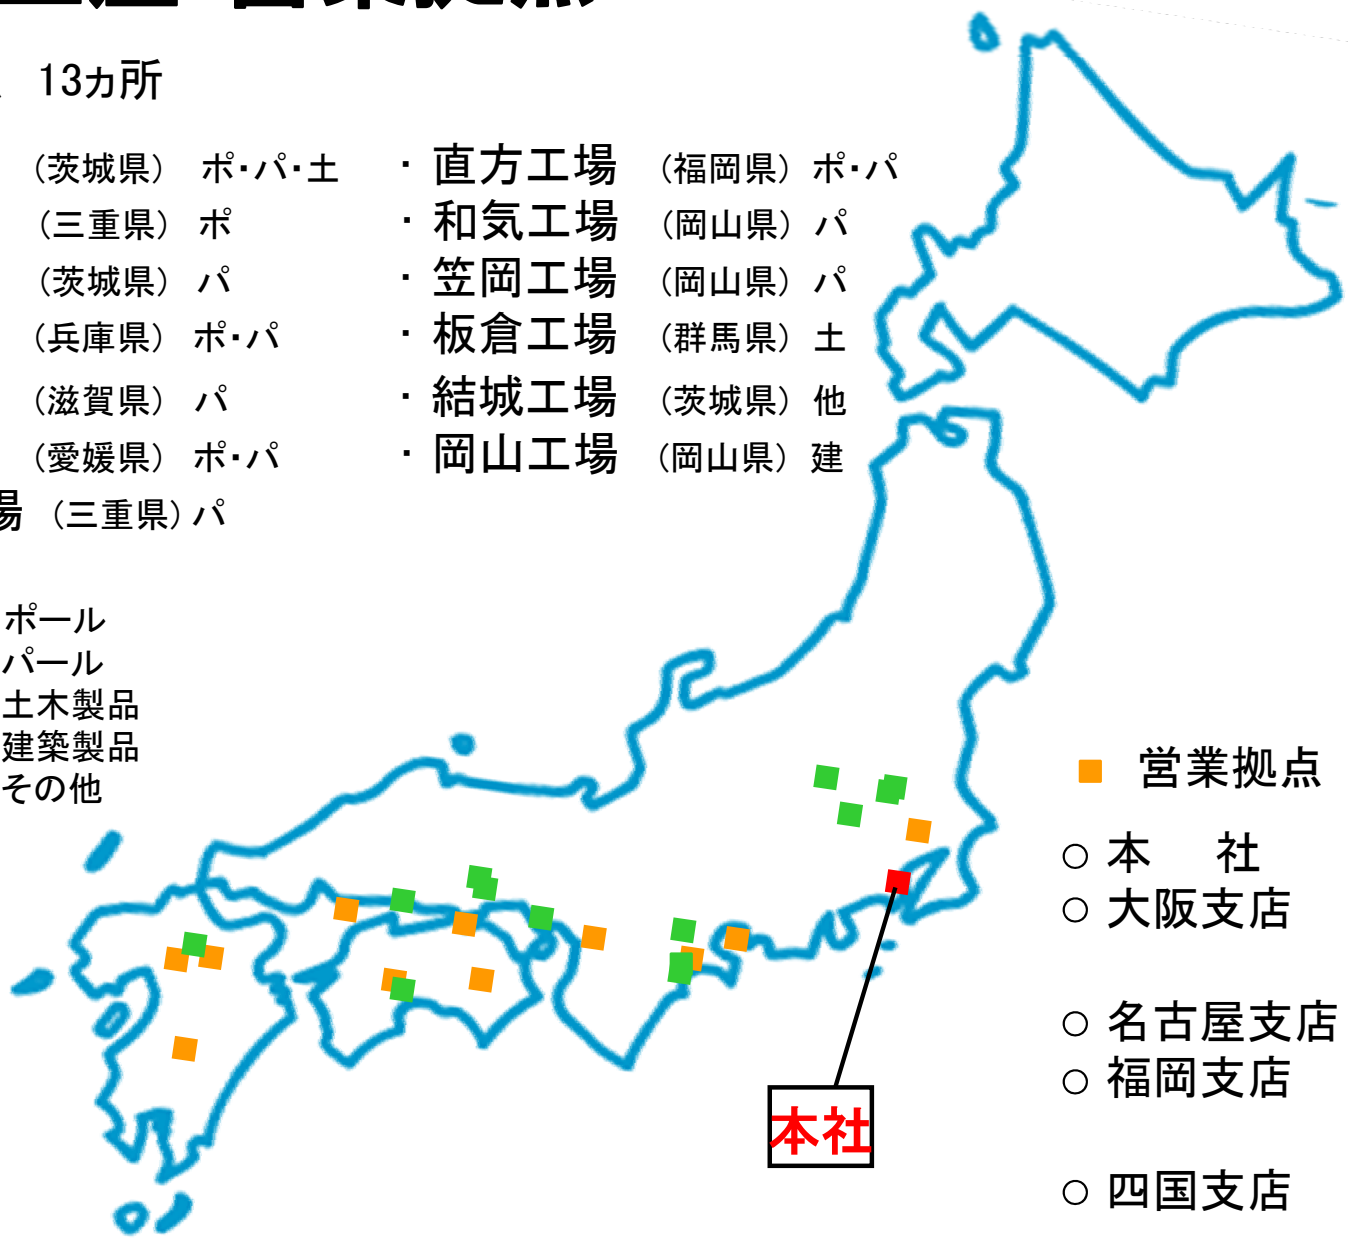 営業拠点
13ヵ所
(茨城県) ポ・パ・土 ・直方工場 (福岡県) ポ・パ
(三重県) ポ ・和気工場 (岡山県) パ
(茨城県) パ ・笠岡工場 (岡山県) パ
(兵庫県) ポ・パ ・板倉工場 (群馬県) 土
(滋賀県) パ ・結城工場 (茨城県) 他
(愛媛県) ポ・パ ・岡山工場 (岡山県) 建
場 (三重県) パ
ポール
パール
土木製品
建築製品
その他
営業拠点
○ 本 社
○ 大阪支店
○ 名古屋支店
○ 福岡支店
○ 四国支店
本社